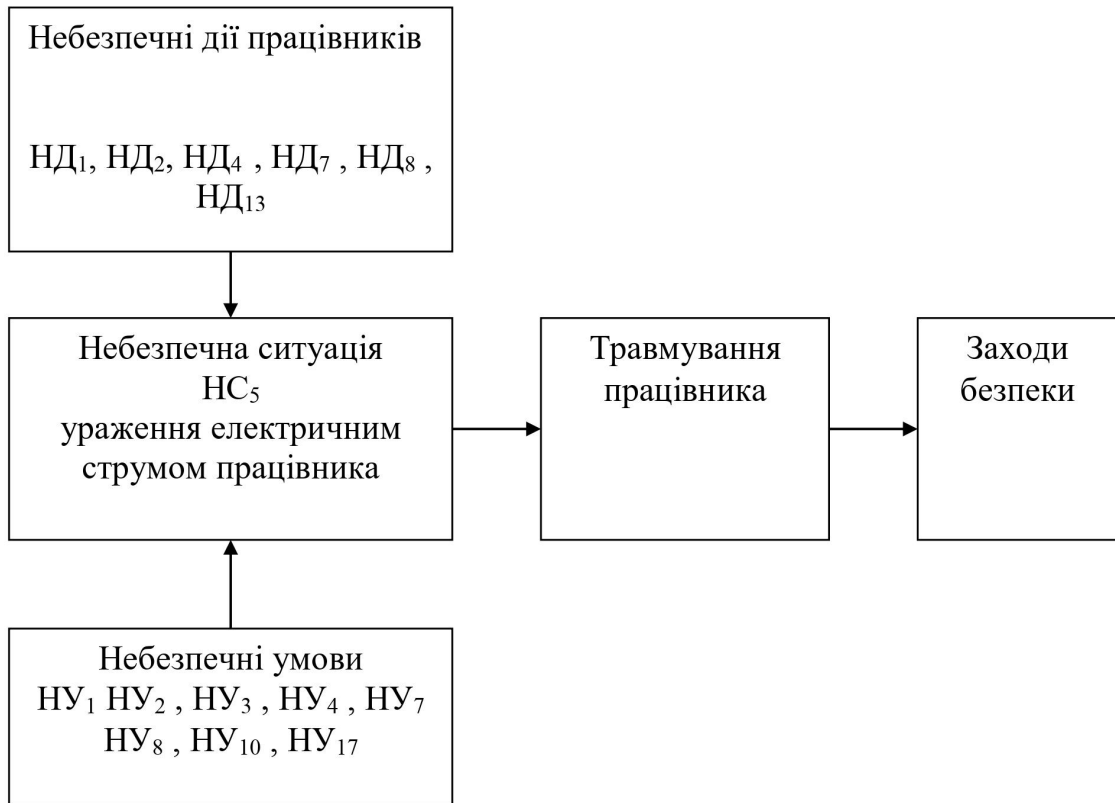 Небезпечні дії працівників
НД₁, НД₂, НД₄ , НД₇ , НД₈ ,
НД₁₃
Небезпечна ситуація
НС₅
ураження електричним
струмом працівника
Травмування
працівника
Заходи
безпеки
Небезпечні умови
НУ₁ НУ₂ , НУ₃ , НУ₄ , НУ₇
НУ₈ , НУ₁₀ , НУ₁₇